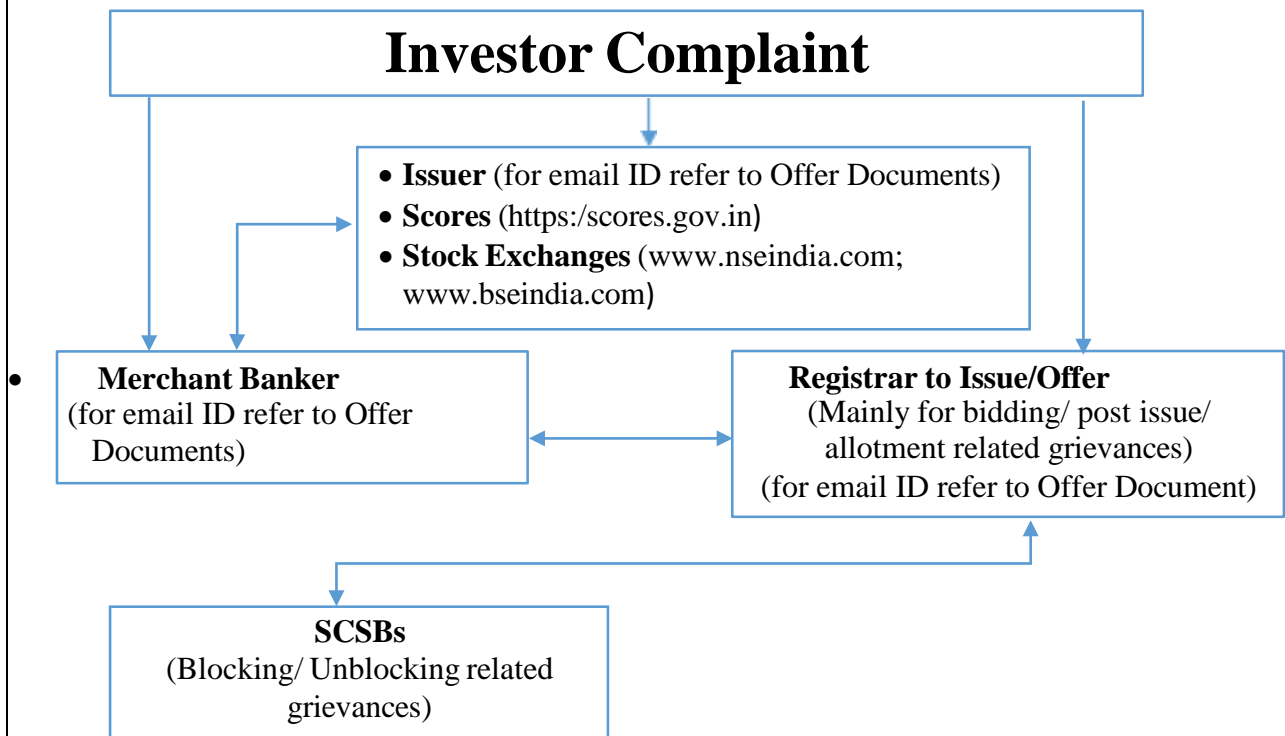 Investor Complaint
• Issuer (for email ID refer to Offer Documents)
• Scores (https:/scores.gov.in)
• Stock Exchanges (www.nseindia.com;
www.bseindia.com)
• Merchant Banker
(for email ID refer to Offer
Documents)
Registrar to Issue/Offer
(Mainly for bidding/ post issue/
allotment related grievances)
(for email ID refer to Offer Document)
SCSBs
(Blocking/ Unblocking related
grievances)